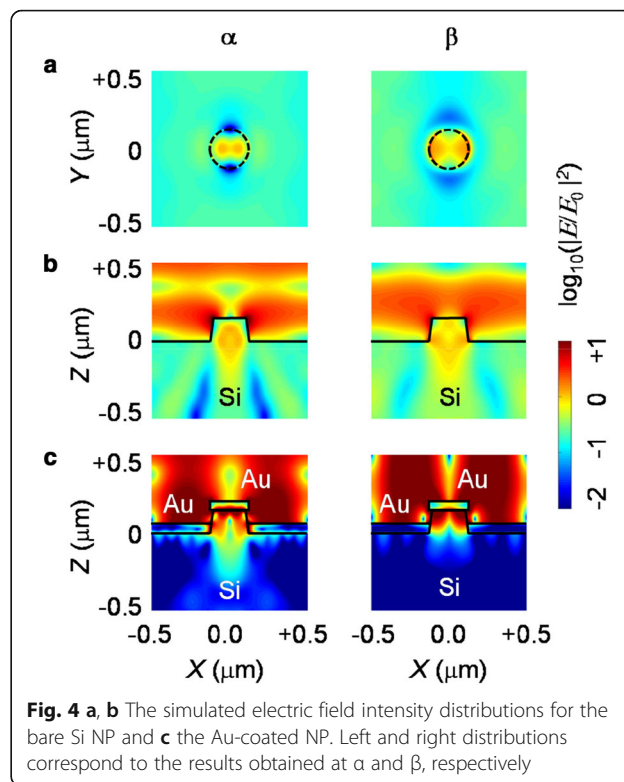 α β
a
+0.5
Y (μm)
0
-0.5
b
+0.5
Z (μm)
0
-0.5
Si
Si
c
+0.5
Z (μm)
0
-0.5
Au
Au
Si
Au
Au
Si
-0.5 0.0 +0.5
X (μm)
-0.5 0.0 +0.5
X (μm)
log₁₀(|E/E₀|²)
+1
0
-1
-2
Fig. 4 a, b The simulated electric field intensity distributions for the
bare Si NP and c the Au-coated NP. Left and right distributions
correspond to the results obtained at α and β, respectively